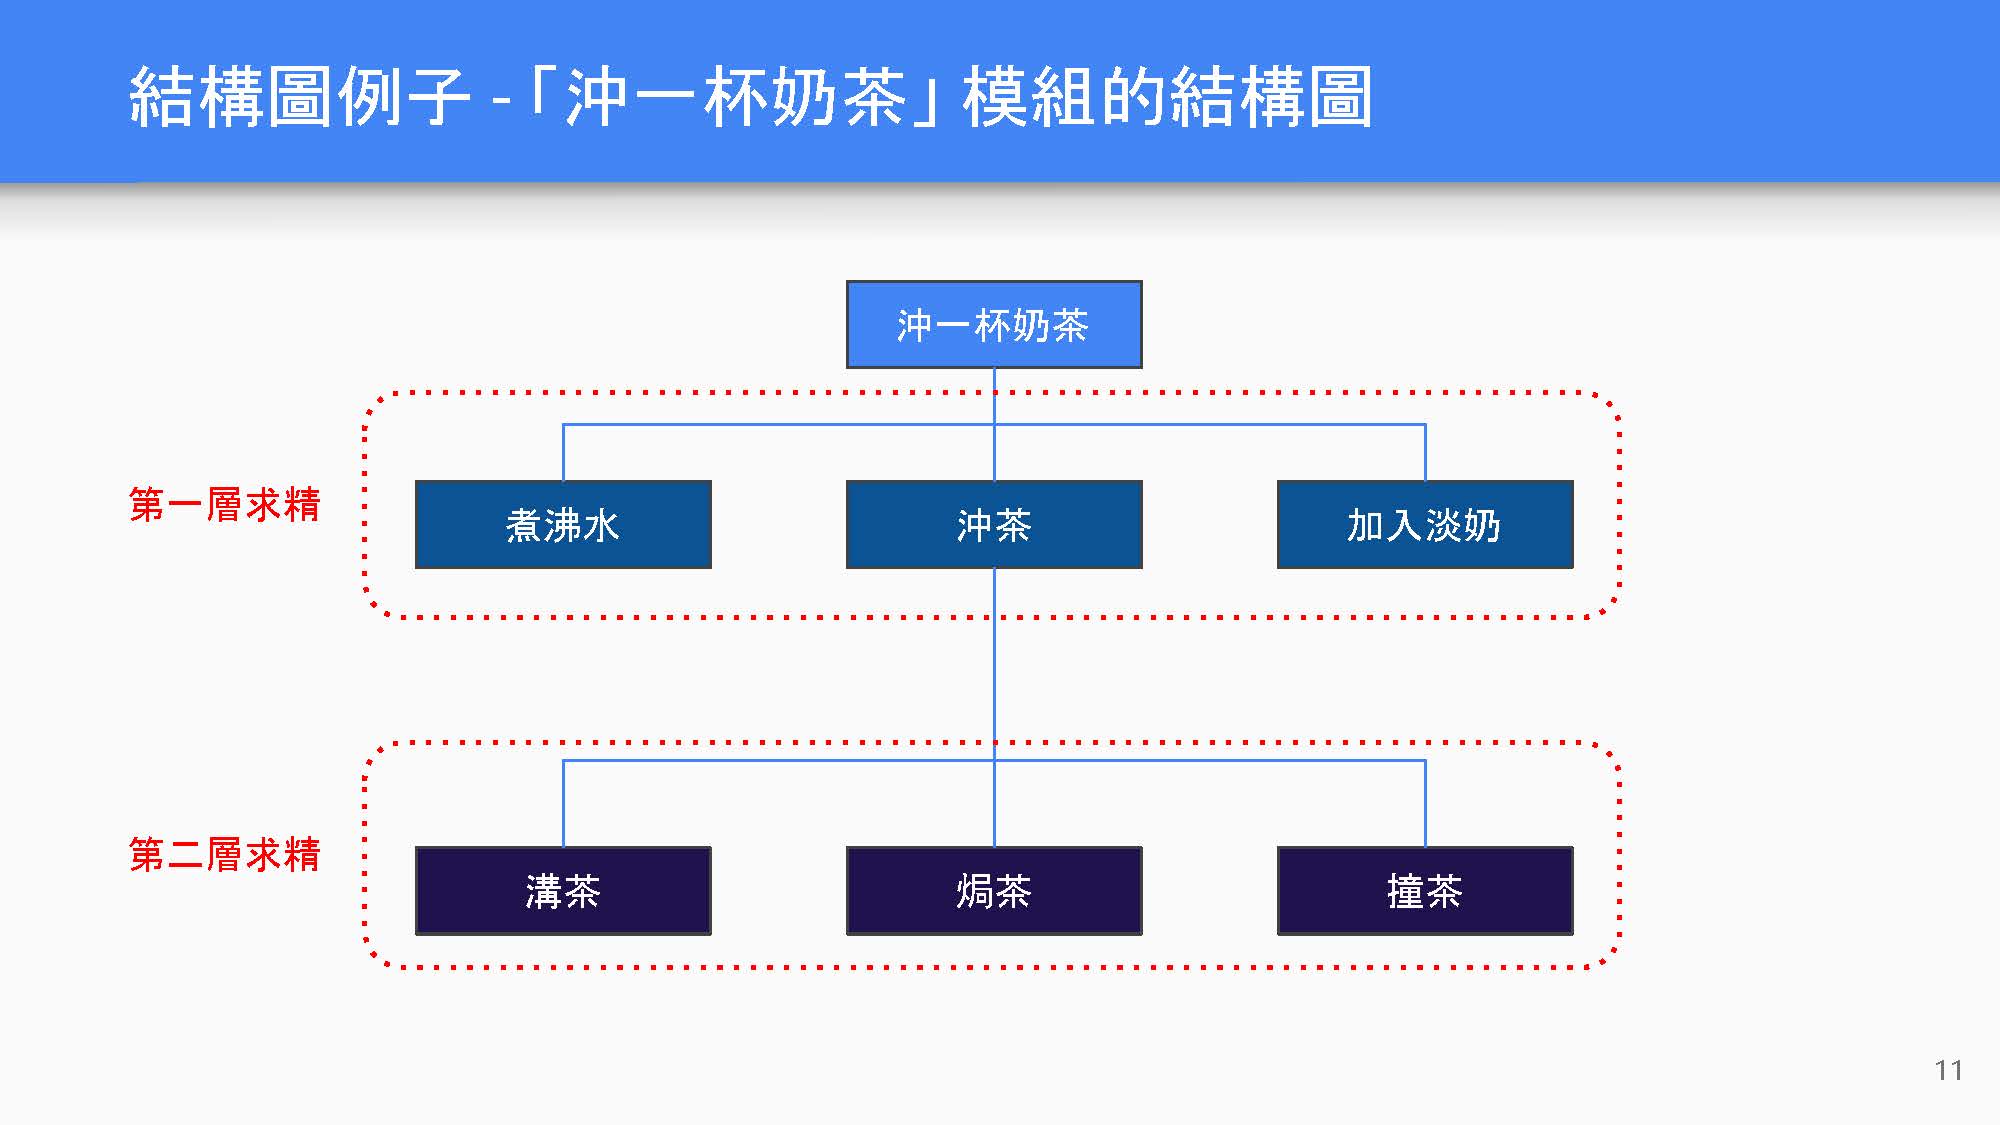 結構圖例子 -「沖一杯奶茶」模組的結構圖
沖一杯奶茶
第一層求精
煮沸水
沖茶
加入淡奶
第二層求精
溝茶
焗茶
撞茶
11